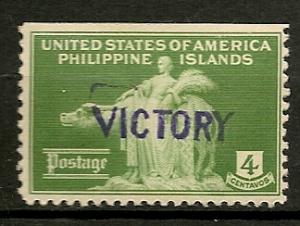 UNITED STATES OF AMERICA
PHILIPPINE ISLANDS
VICTORY
Postage
4
CENTAVOS